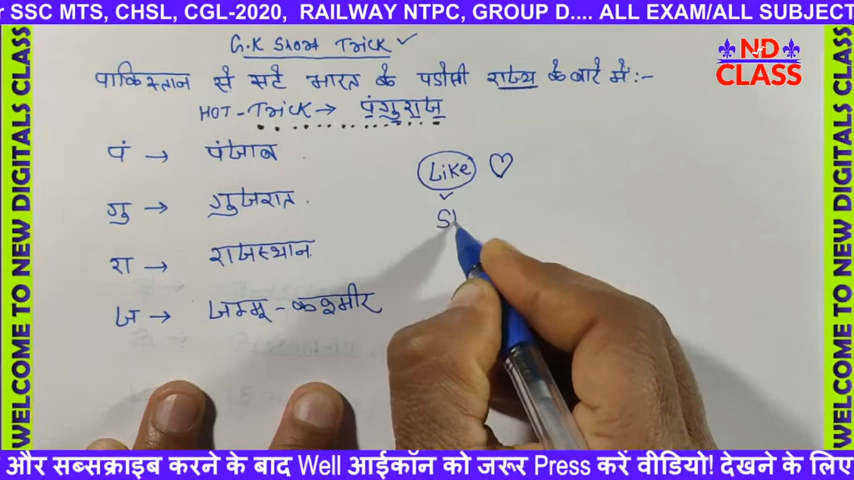 r SSC MTS, CHSL, CGL-2020, RAILWAY NTPC, GROUP D.... ALL EXAM/ALL SUBJECT
WELCOME TO NEW DIGITALS CLASS
G.K Short Trick ✓
ND
CLASS
पाकिस्तान से सटे भारत के पडोसी राज्य के बारे में:-
HOT-Trick → पंगुराज
पं → पंजाब
Like ♡
गु → गुजरात
Sh
रा → राजस्थान
ज → जम्मू-कश्मीर
WELCOME TO NEW DIGITALS CLASS
और सब्सक्राइब करने के बाद Well आईकॉन को जरूर Press करें वीडियो! देखने के लिए